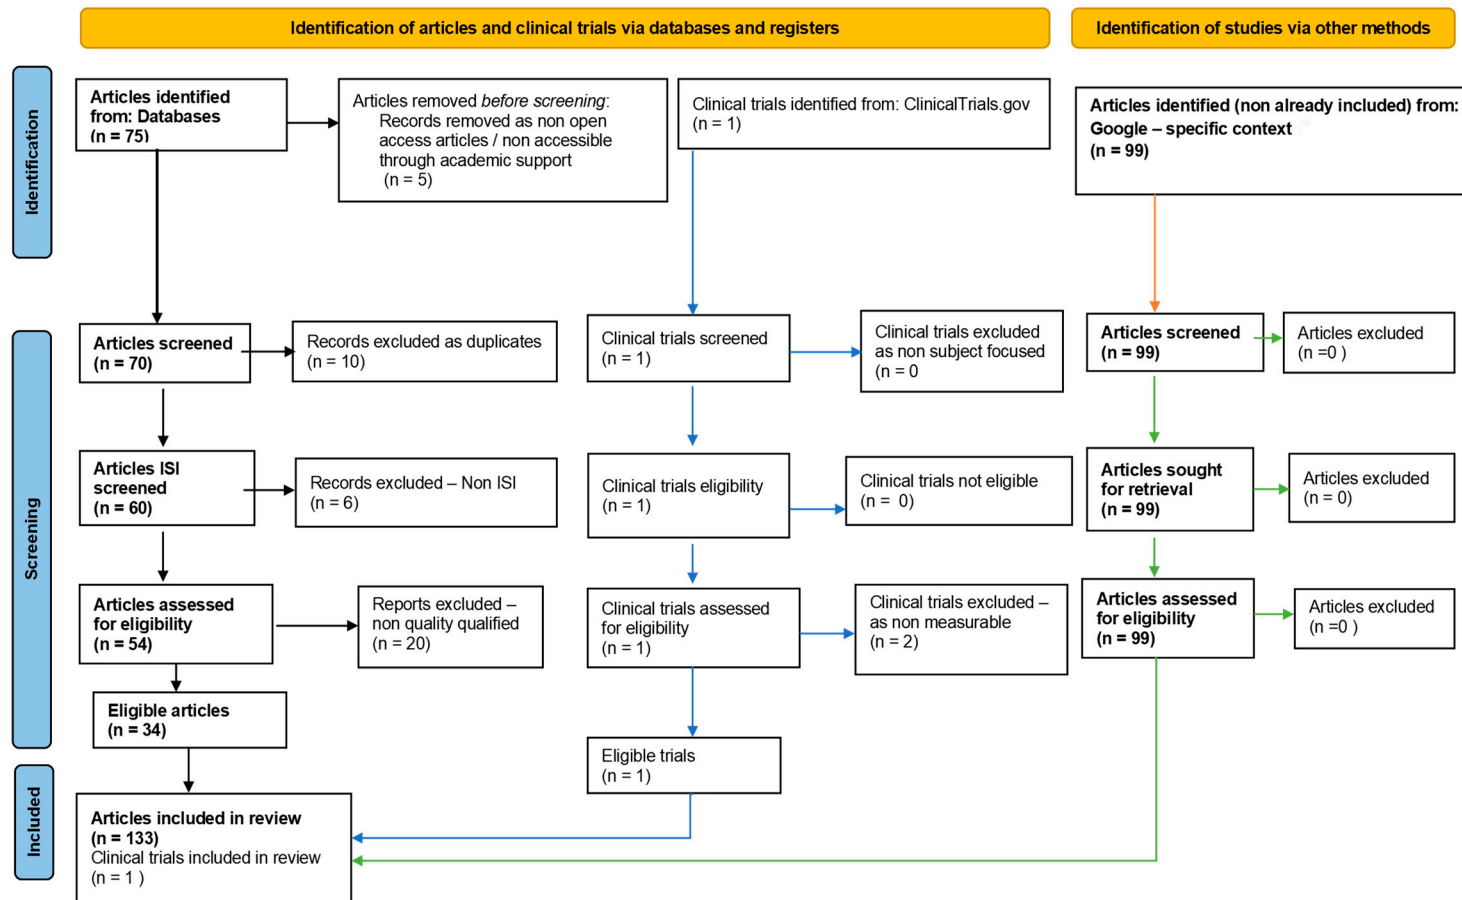 Identification of articles and clinical trials via databases and registers
Identification of studies via other methods
Identification
Articles identified
from: Databases
(n = 75)
Articles removed before screening:
Records removed as non open
access articles / non accessible
through academic support
(n = 5)
Clinical trials identified from: ClinicalTrials.gov
(n = 1)
Articles identified (non already included) from:
Google – specific context
(n = 99)
Screening
Articles screened
(n = 70)
Records excluded as duplicates
(n = 10)
Clinical trials screened
(n = 1)
Clinical trials excluded
as non subject focused
(n = 0
Articles screened
(n = 99)
Articles excluded
(n =0 )
Articles ISI
screened
(n = 60)
Records excluded – Non ISI
(n = 6)
Clinical trials eligibility
(n = 1)
Clinical trials not eligible
(n =  0)
Articles sought
for retrieval
(n = 99)
Articles excluded
(n = 0)
Articles assessed
for eligibility
(n = 54)
Reports excluded –
non quality qualified
(n = 20)
Clinical trials assessed
for eligibility
(n = 1)
Clinical trials excluded –
as non measurable
(n = 2)
Articles assessed
for eligibility
(n = 99)
Articles excluded
(n =0 )
Eligible articles
(n = 34)
Eligible trials
(n = 1)
Included
Articles included in review
(n = 133)
Clinical trials included in review
(n = 1 )